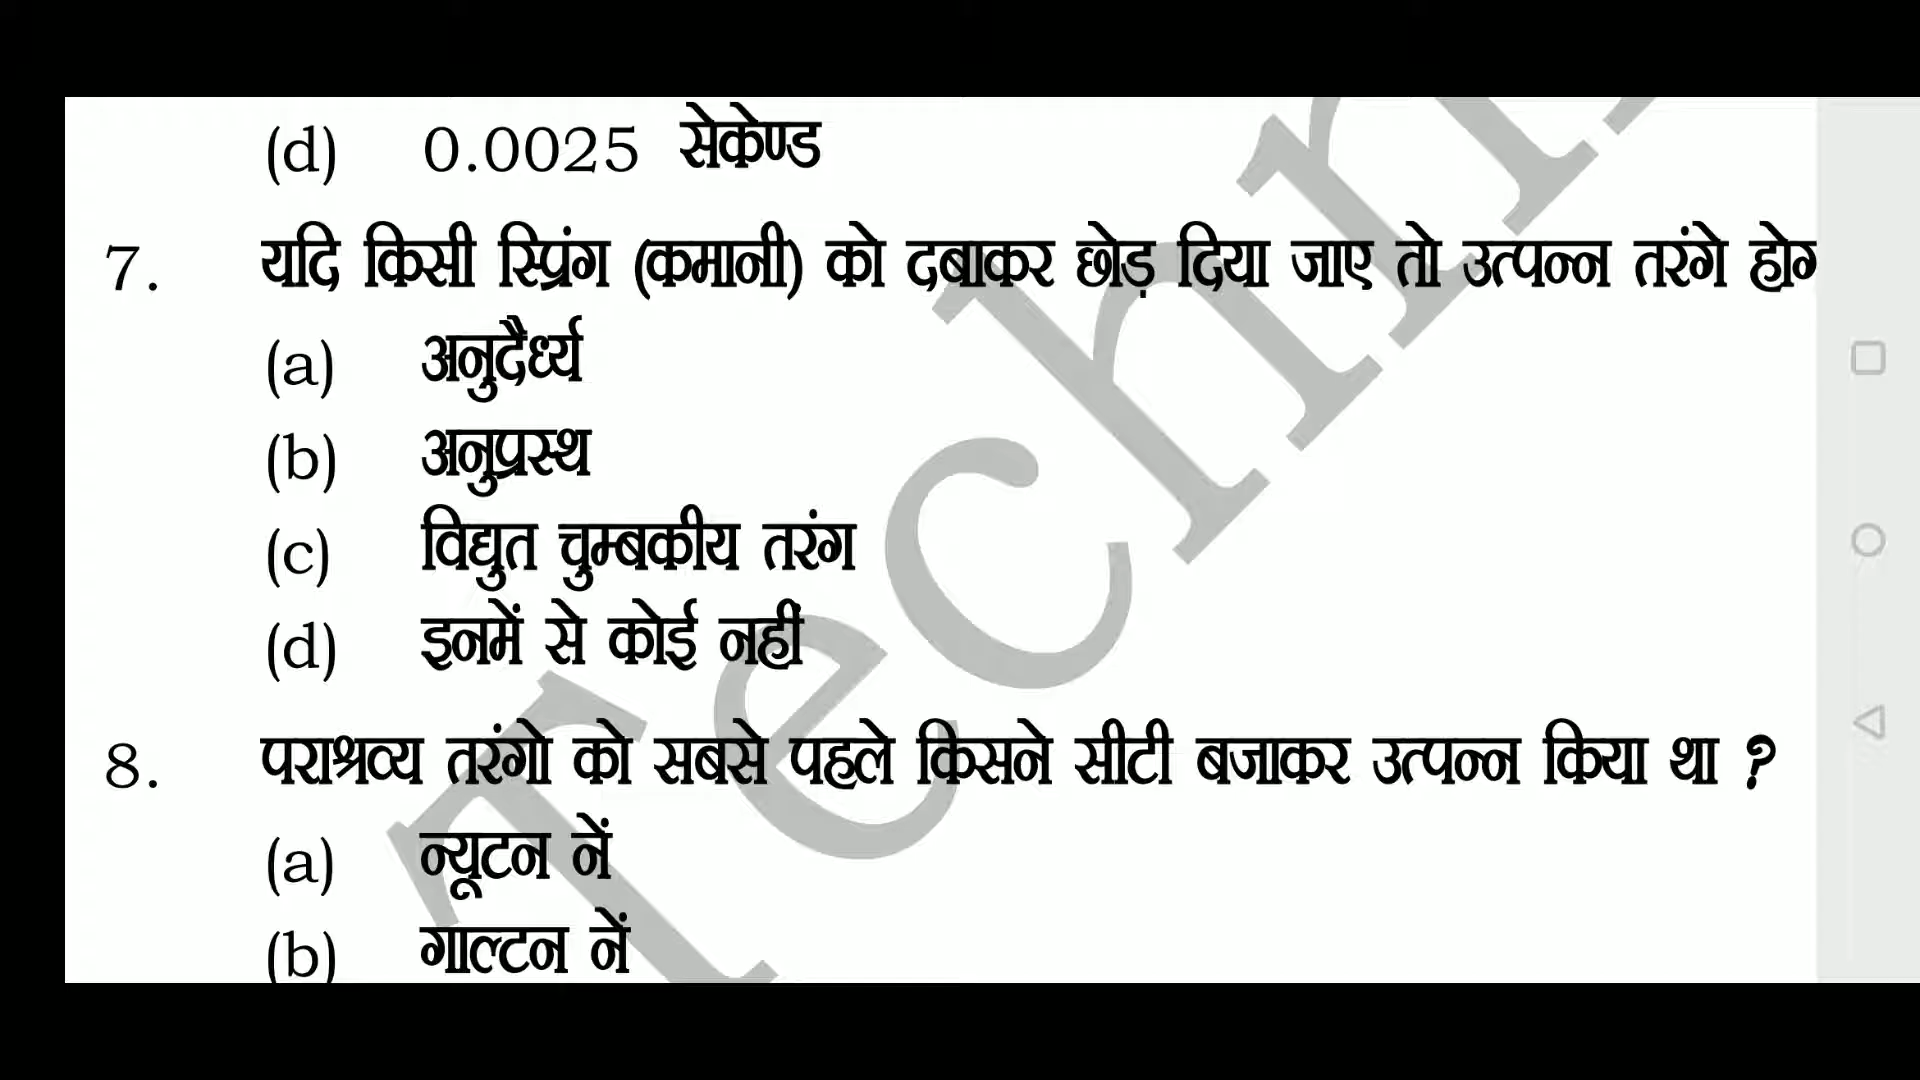 (d) 0.0025 सेकेण्ड
7. यदि किसी स्प्रिंग (कमानी) को दबाकर छोड़ दिया जाए तो उत्पन्न तरंगे होग
(a) अनुदैर्ध्य
(b) अनुप्रस्थ
(c) विद्युत चुम्बकीय तरंग
(d) इनमें से कोई नहीं
8. पराश्रव्य तरंगो को सबसे पहले किसने सीटी बजाकर उत्पन्न किया था ?
(a) न्यूटन नें
(b) गाल्टन नें
Techn